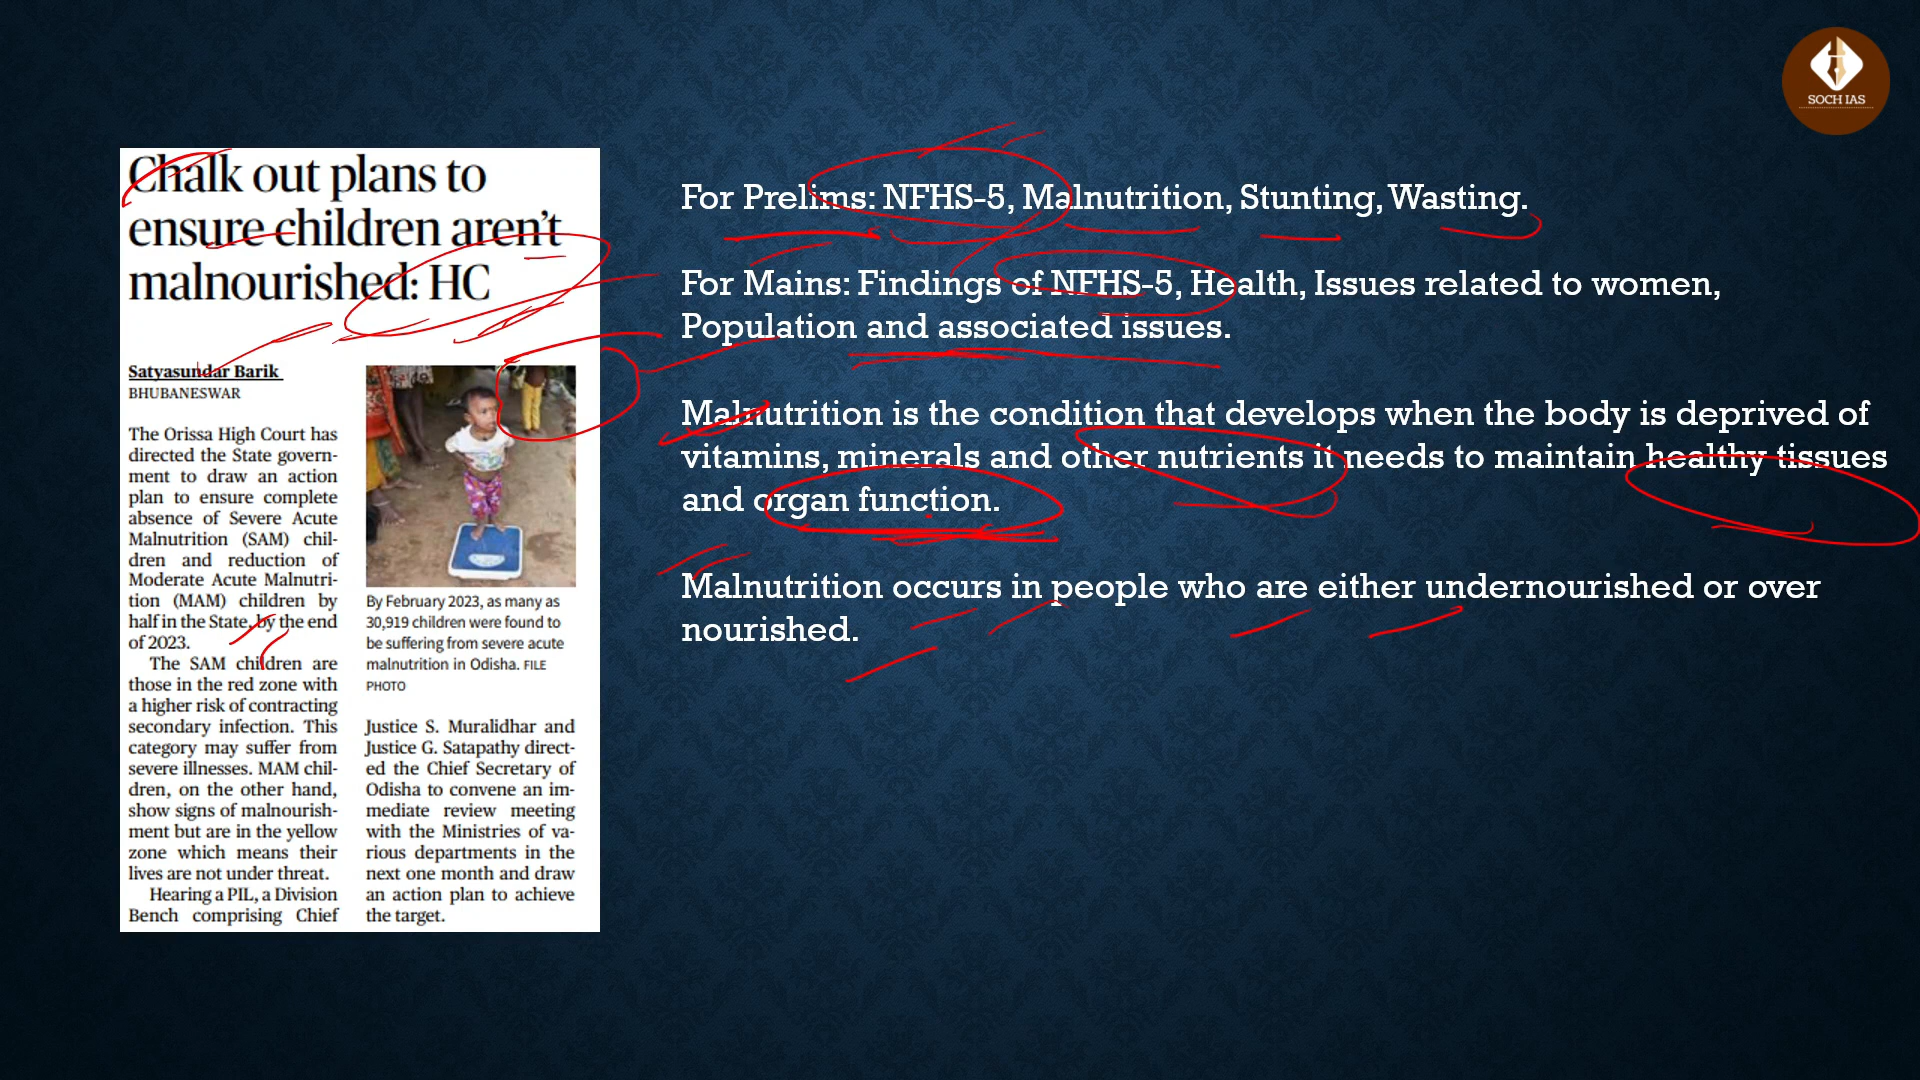 SOCH IAS
Chalk out plans to
ensure children aren't
malnourished: HC
Satyasundar Barik
BHUBANESWAR
The Orissa High Court has
directed the State govern-
ment to draw an action
plan to ensure complete
absence of Severe Acute
Malnutrition (SAM) chil-
dren and reduction of
Moderate Acute Malnutri-
tion (MAM) children by
half in the State, by the end
of 2023.
The SAM children are
those in the red zone with
a higher risk of contracting
secondary infection. This
category may suffer from
severe illnesses. MAM chil-
dren, on the other hand,
show signs of malnourish-
ment but are in the yellow
zone which means their
lives are not under threat.
Hearing a PIL, a Division
Bench comprising Chief
By February 2023, as many as
30,919 children were found to
be suffering from severe acute
malnutrition in Odisha. FILE
PHOTO
Justice S. Muralidhar and
Justice G. Satapathy direct-
ed the Chief Secretary of
Odisha to convene an im-
mediate review meeting
with the Ministries of va-
rious departments in the
next one month and draw
an action plan to achieve
the target.
For Prelims: NFHS-5, Malnutrition, Stunting, Wasting.
For Mains: Findings of NFHS-5, Health, Issues related to women,
Population and associated issues.
Malnutrition is the condition that develops when the body is deprived of
vitamins, minerals and other nutrients it needs to maintain healthy tissues
and organ function.
Malnutrition occurs in people who are either undernourished or over
nourished.